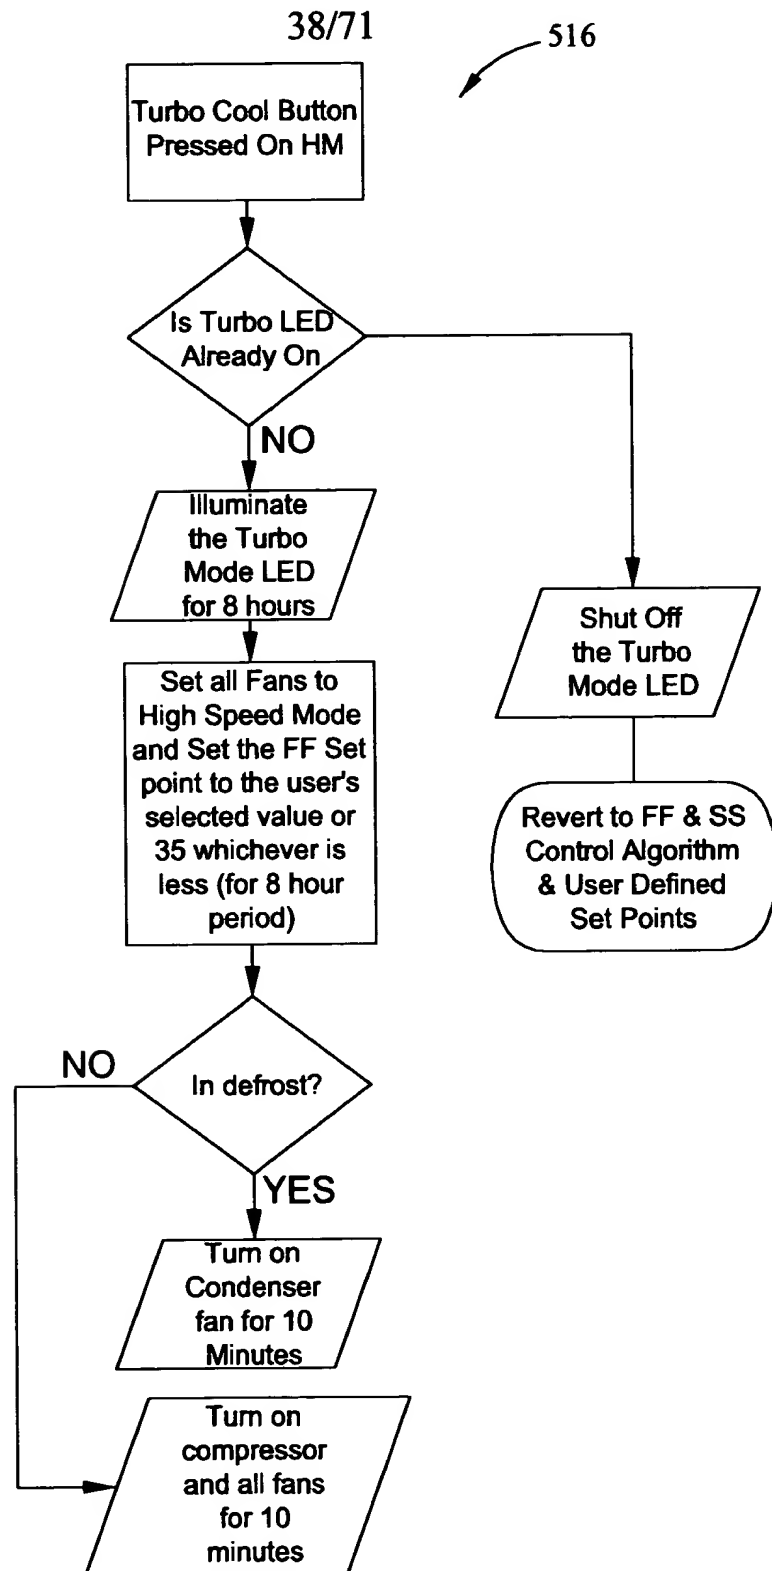 38/71
516
Turbo Cool Button
Pressed On HM
Is Turbo LED
Already On
NO
Illuminate
the Turbo
Mode LED
for 8 hours
Shut Off
the Turbo
Mode LED
Set all Fans to
High Speed Mode
and Set the FF Set
point to the user's
selected value or
35 whichever is
less (for 8 hour
period)
Revert to FF & SS
Control Algorithm
& User Defined
Set Points
NO
In defrost?
YES
Turn on
Condenser
fan for 10
Minutes
Turn on
compressor
and all fans
for 10
minutes